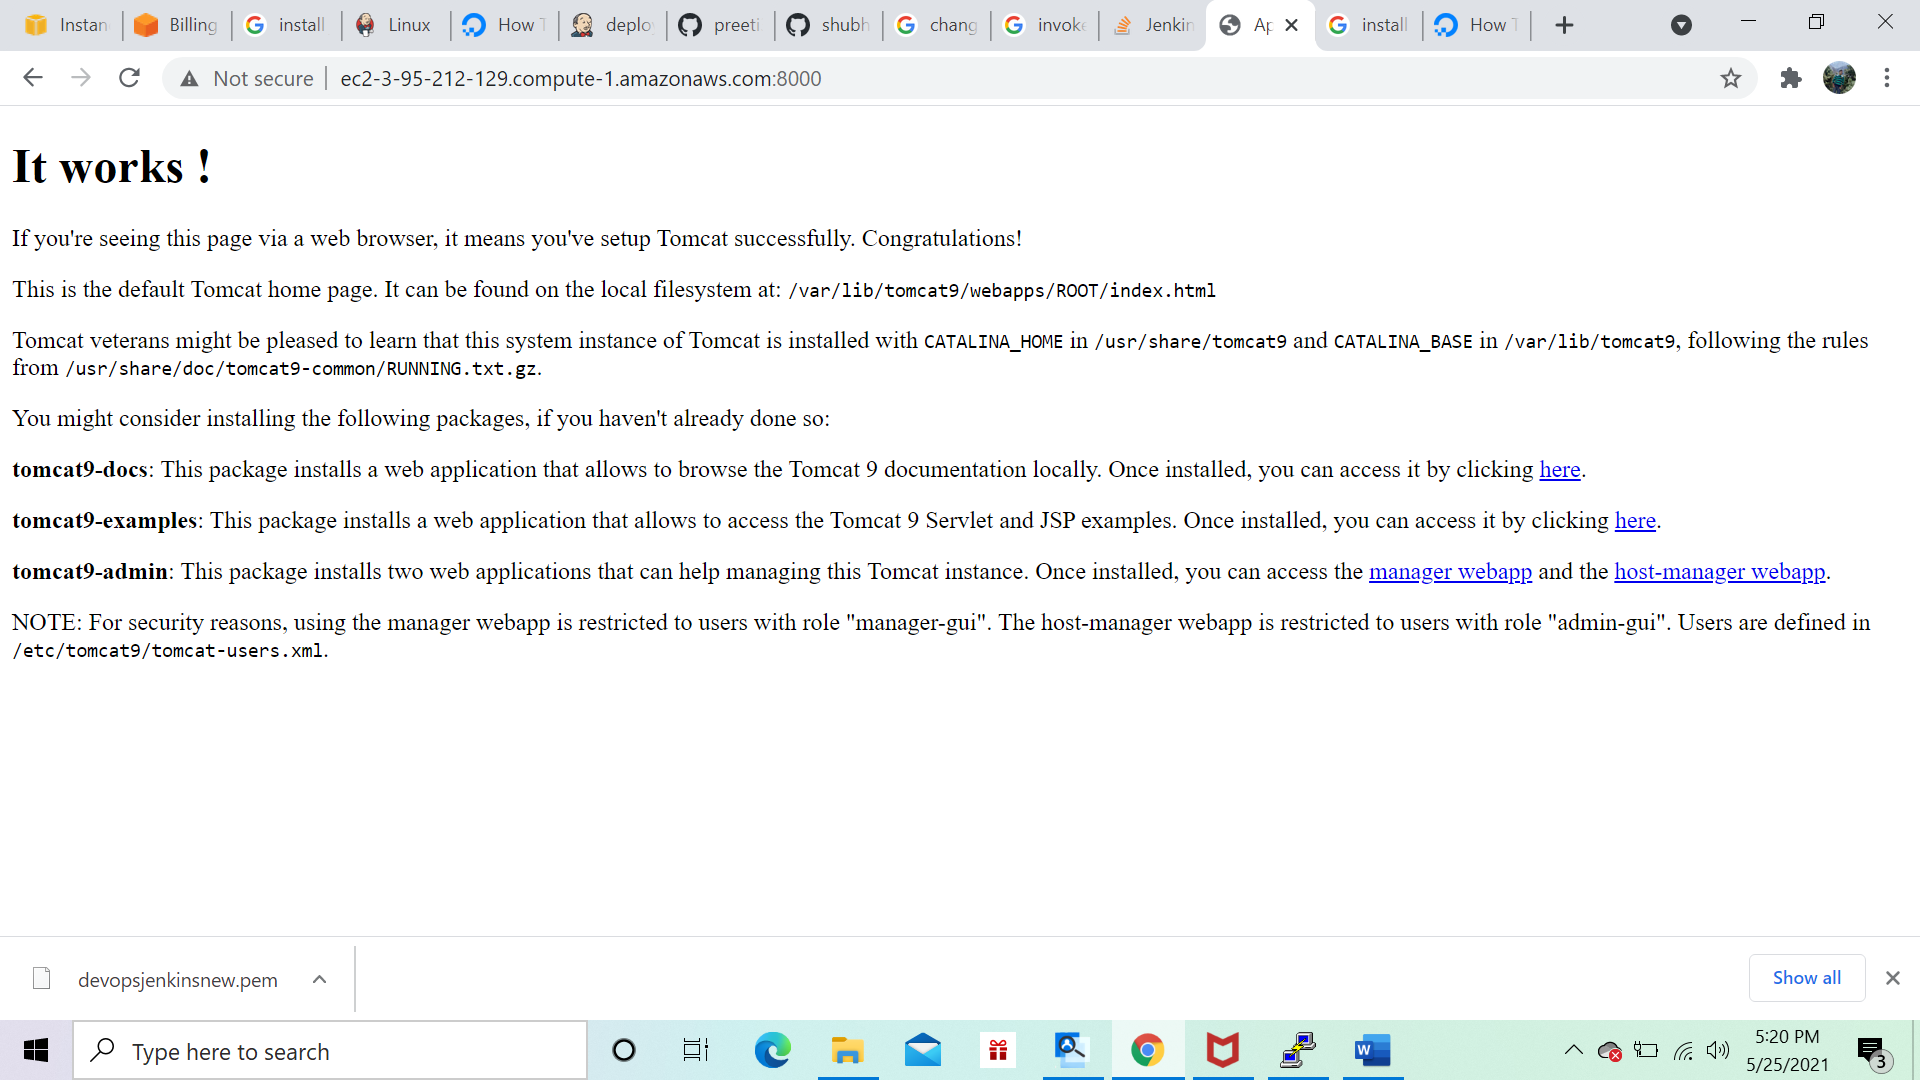 Instan
Billing
install
Linux
How T
deploy
preeti
shubh
chang
invoke
Jenkin
Ap
install
How T
Not secure
ec2-3-95-212-129.compute-1.amazonaws.com:8000
It works !
If you're seeing this page via a web browser, it means you've setup Tomcat successfully. Congratulations!
This is the default Tomcat home page. It can be found on the local filesystem at: /var/lib/tomcat9/webapps/ROOT/index.html
Tomcat veterans might be pleased to learn that this system instance of Tomcat is installed with CATALINA_HOME in /usr/share/tomcat9 and CATALINA_BASE in /var/lib/tomcat9, following the rules
from /usr/share/doc/tomcat9-common/RUNNING.txt.gz.
You might consider installing the following packages, if you haven't already done so:
tomcat9-docs: This package installs a web application that allows to browse the Tomcat 9 documentation locally. Once installed, you can access it by clicking here.
tomcat9-examples: This package installs a web application that allows to access the Tomcat 9 Servlet and JSP examples. Once installed, you can access it by clicking here.
tomcat9-admin: This package installs two web applications that can help managing this Tomcat instance. Once installed, you can access the manager webapp and the host-manager webapp.
NOTE: For security reasons, using the manager webapp is restricted to users with role "manager-gui". The host-manager webapp is restricted to users with role "admin-gui". Users are defined in
/etc/tomcat9/tomcat-users.xml.
devopsjenkinsnew.pem
Show all
Type here to search
W
5:20 PM
5/25/2021
3